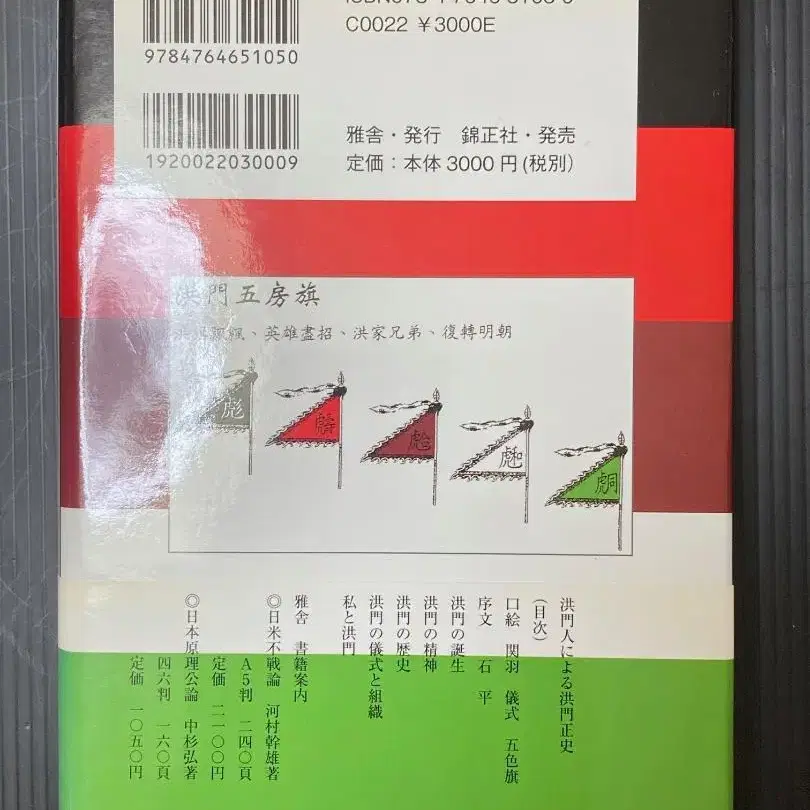 9784764651050
C0022 ¥3000E
1920022030009
雅舎・発行 錦正社・発売
定価：本体 3000 円 (税別)
洪門五房旗
、英雄盡招、洪家兄弟、復轉明朝
彪
洪門人による洪門正史
(目次)
口絵 関羽 儀式 五色旗
序文 石 平
洪門の誕生
洪門の精神
洪門の歴史
洪門の儀式と組織
私と洪門
雅舎 書籍案内
◎日米不戦論 河村幹雄著
A5判 二四〇頁
定価 二一〇〇円
◎日本原理公論 中杉弘著
四六判 一六〇頁
定価 一〇五〇円